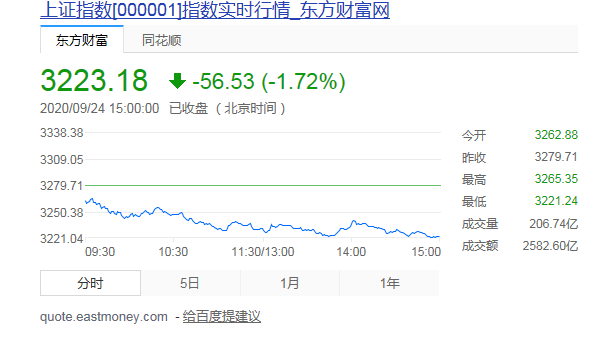 上证指数[000001]指数实时行情_东方财富网
东方财富 同花顺
3223.18 -56.53 (-1.72%)
2020/09/24 15:00:00 已收盘 （北京时间）
3338.38
3309.05
3279.71
3250.38
3221.04
09:30 10:30 11:30/13:00 14:00 15:00
今开 3262.88
昨收 3279.71
最高 3265.35
最低 3221.24
成交量 206.74亿
成交额 2582.60亿
分时 5日 1月 1年
quote.eastmoney.com - 给百度提建议